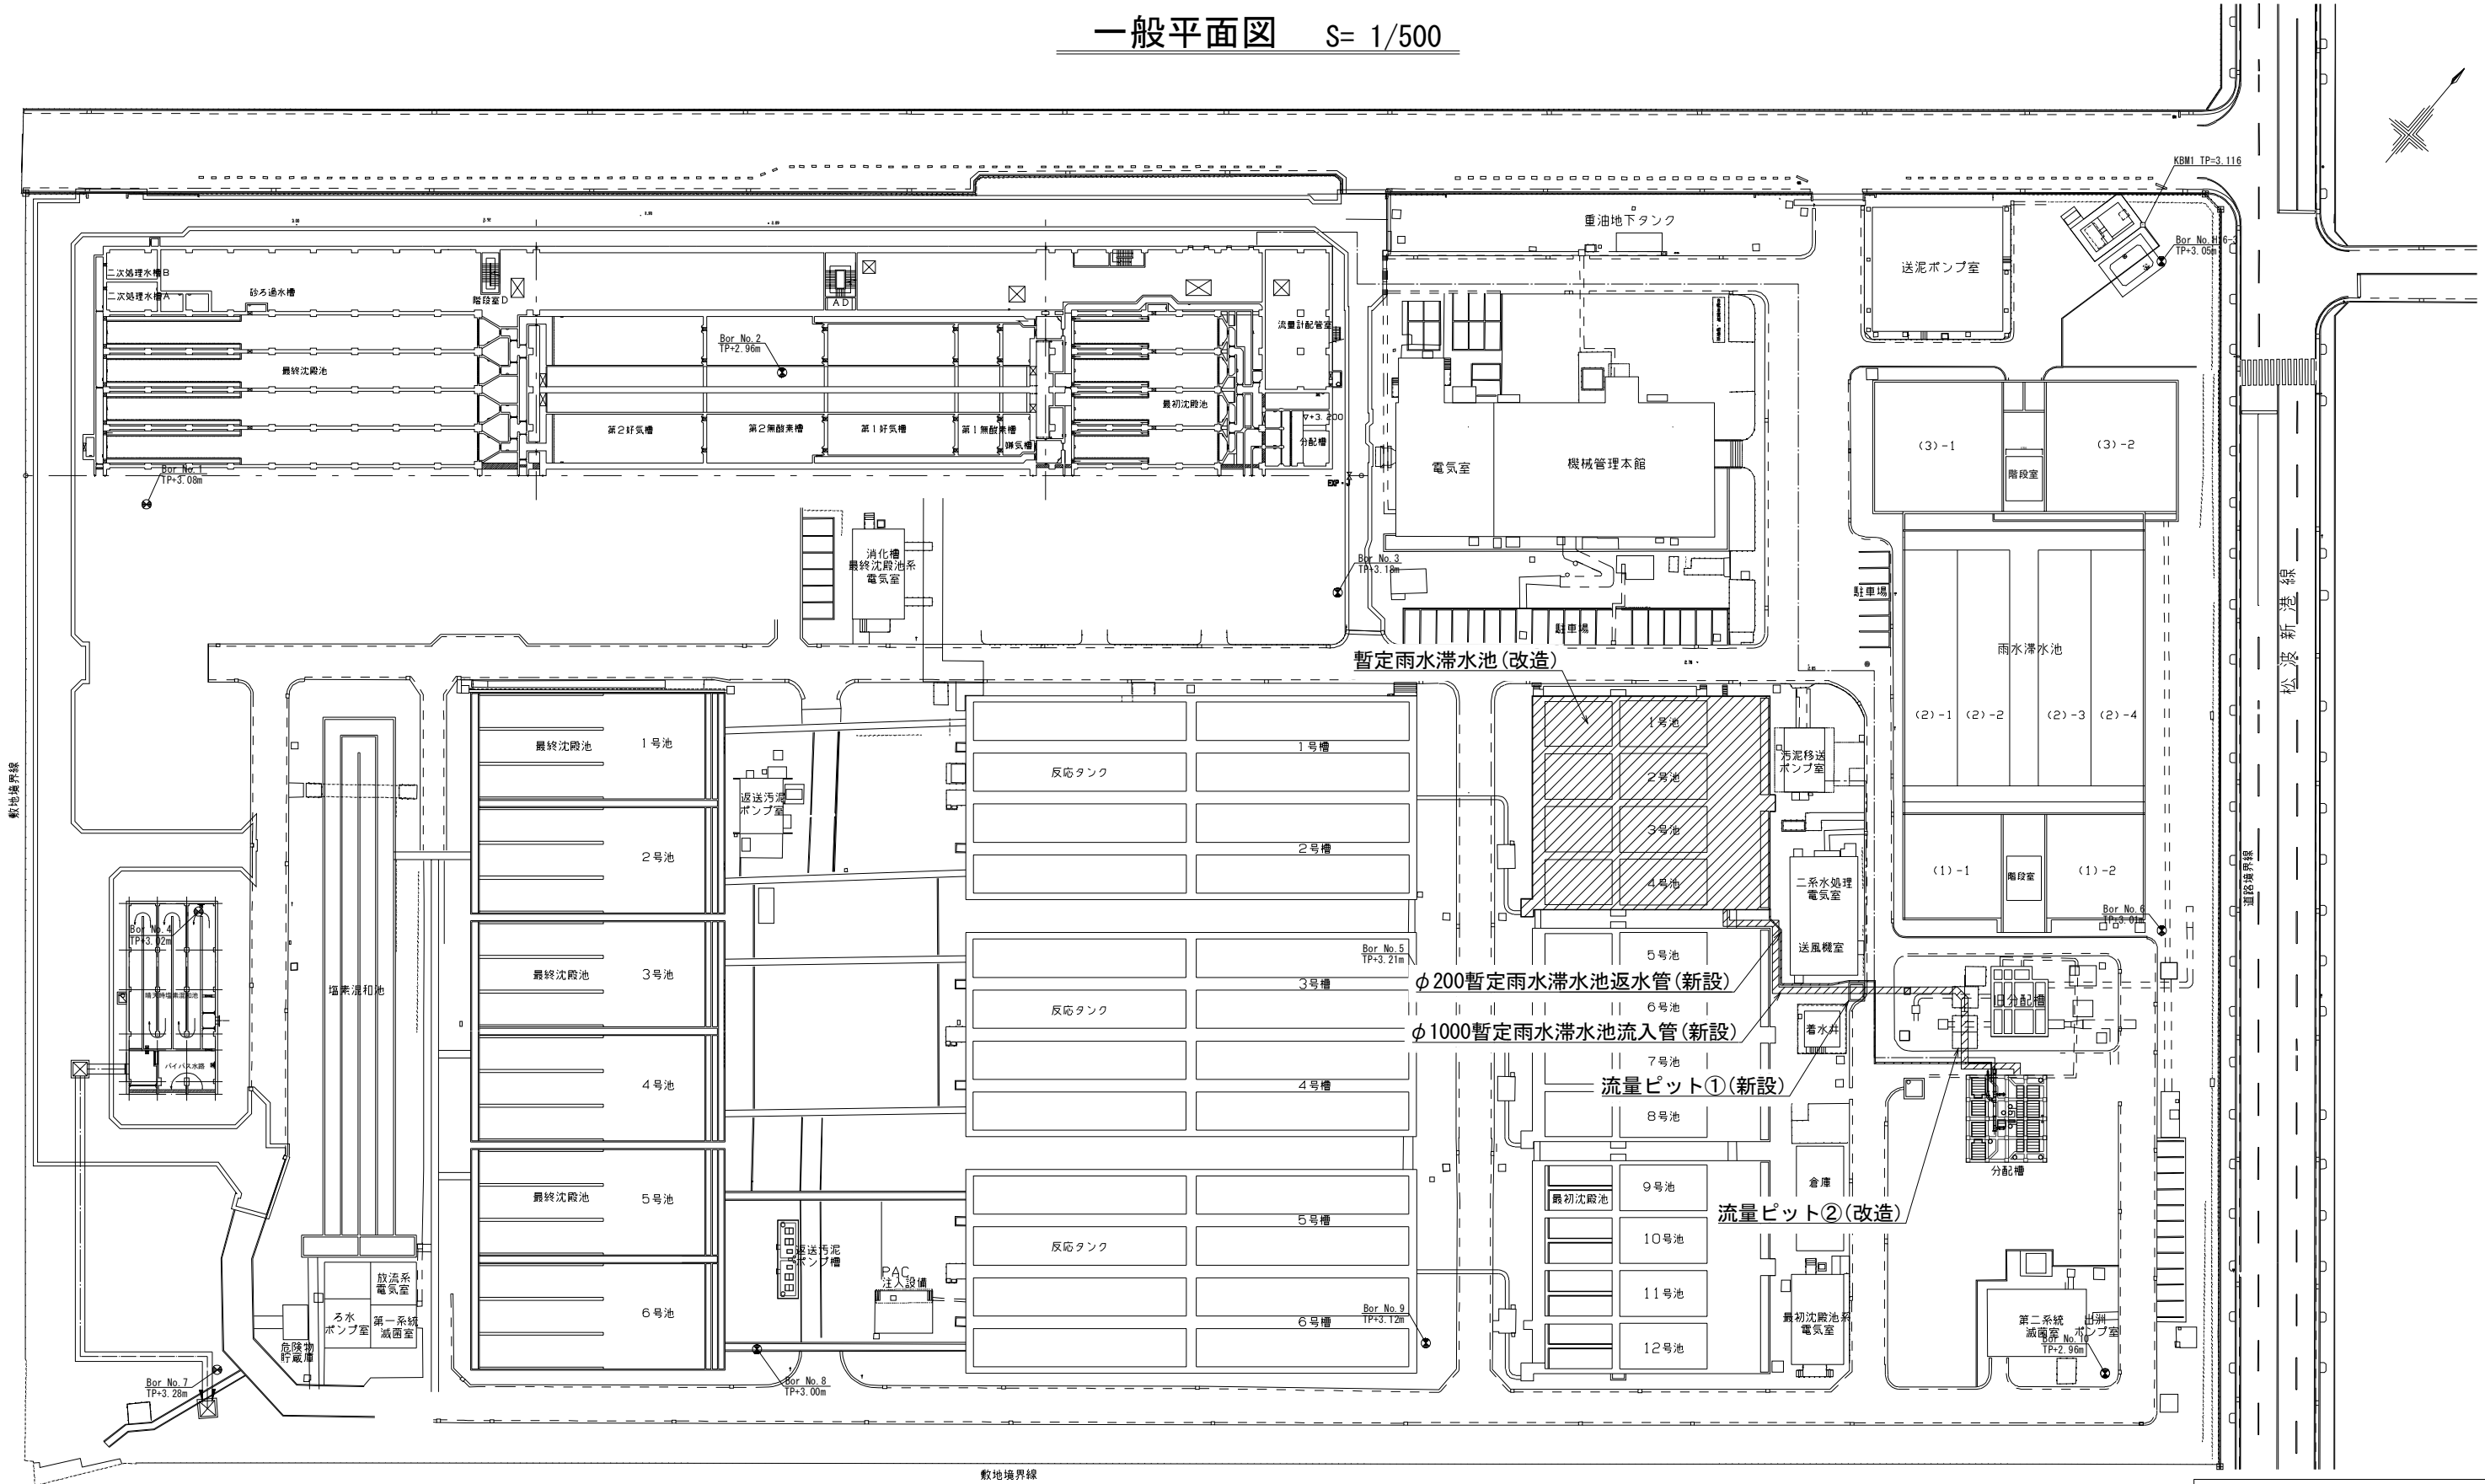 一般平面図 S= 1/500
KBM1 TP=3.116
重油地下タンク
送泥ポンプ室
TP+3.05m
二次処理水槽B
二次処理水槽A
砂ろ過水槽
階段室D
AD
流量計配管室
Bor No.2
TP+2.96m
最終沈殿池
最初沈殿池
▽+3.200
分配槽
第2好気槽
第2無酸素槽
第1好気槽
第1無酸素槽
嫌気槽
電気室
機械管理本館
(3)-1
(3)-2
階段室
Bor No.1
TP+3.08m
EXP.J
消化槽
最終沈殿池系
電気室
Bor No.3
TP+3.18m
駐車場
駐車場
松波新港線
雨水滞水池
暫定雨水滞水池(改造)
(2)-1
(2)-2
(2)-3
(2)-4
最終沈殿池
1号池
返送汚泥
ポンプ室
反応タンク
1号槽
1号池
2号池
3号池
4号池
汚泥移送
ポンプ室
敷地境界線
2号池
2号槽
二系水処理
電気室
送風機室
(1)-1
階段室
(1)-2
道路境界線
Bor No.4
TP+3.02m
Bor No.5
TP+3.21m
Bor No.6
TP+3.01m
最終沈殿池
3号池
反応タンク
3号槽
5号池
φ200暫定雨水滞水池返水管(新設)
6号池
φ1000暫定雨水滞水池流入管(新設)
塩素混和池
晴天時塩素混和池
旧分配槽
着水井
バイパス水路
4号池
4号槽
7号池
流量ピット①(新設)
8号池
分配槽
最終沈殿池
5号池
反応タンク
5号槽
最初沈殿池
9号池
倉庫
流量ピット②(改造)
10号池
返送汚泥
ポンプ槽
PAC
注入設備
放流系
電気室
ろ水
ポンプ室
第一系統
滅菌室
危険物
貯蔵庫
6号池
6号槽
11号池
12号池
最初沈殿池系
電気室
第二系統
滅菌室
出洲
ポンプ室
Bor No.9
TP+3.12m
Bor No.10
TP+2.96m
Bor No.7
TP+3.28m
Bor No.8
TP+3.00m
敷地境界線